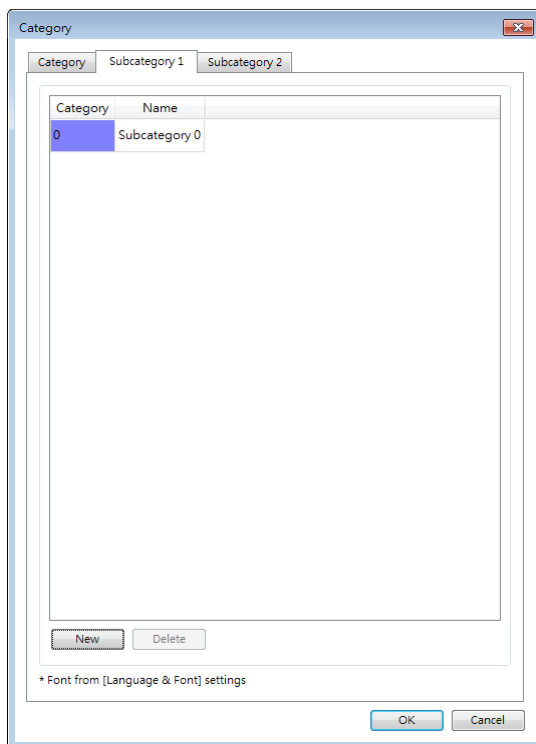 Category
Category Subcategory 1 Subcategory 2
Category Name
0 Subcategory 0
New Delete
* Font from [Language & Font] settings
OK Cancel